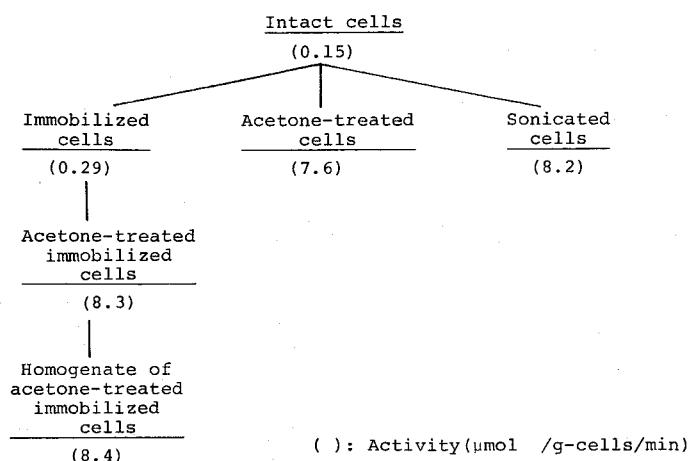 Intact cells
(0.15)
Immobilized
cells
(0.29)
Acetone-treated
cells
(7.6)
Sonicated
cells
(8.2)
Acetone-treated
immobilized
cells
(8.3)
Homogenate of
acetone-treated
immobilized
cells
(8.4)
( ): Activity(μmol /g-cells/min)